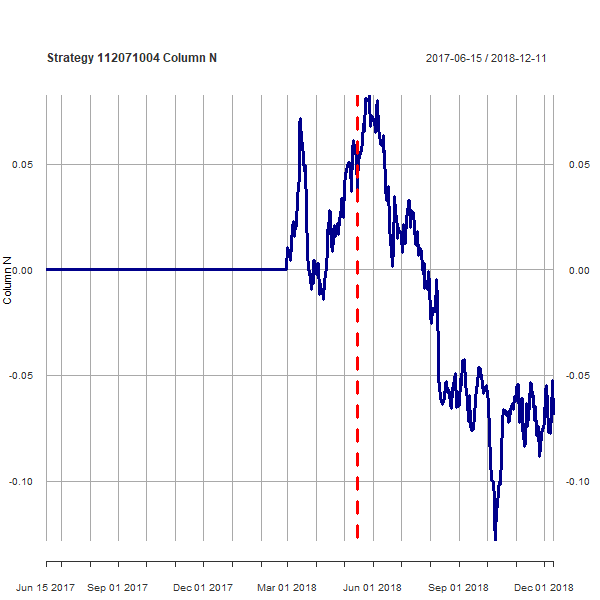 Strategy 112071004 Column N 2017-06-15 / 2018-12-11
0.05 0.05
0.00 0.00
Column N
-0.05 -0.05
-0.10 -0.10
Jun 15 2017 Sep 01 2017 Dec 01 2017 Mar 01 2018 Jun 01 2018 Sep 01 2018 Dec 01 2018